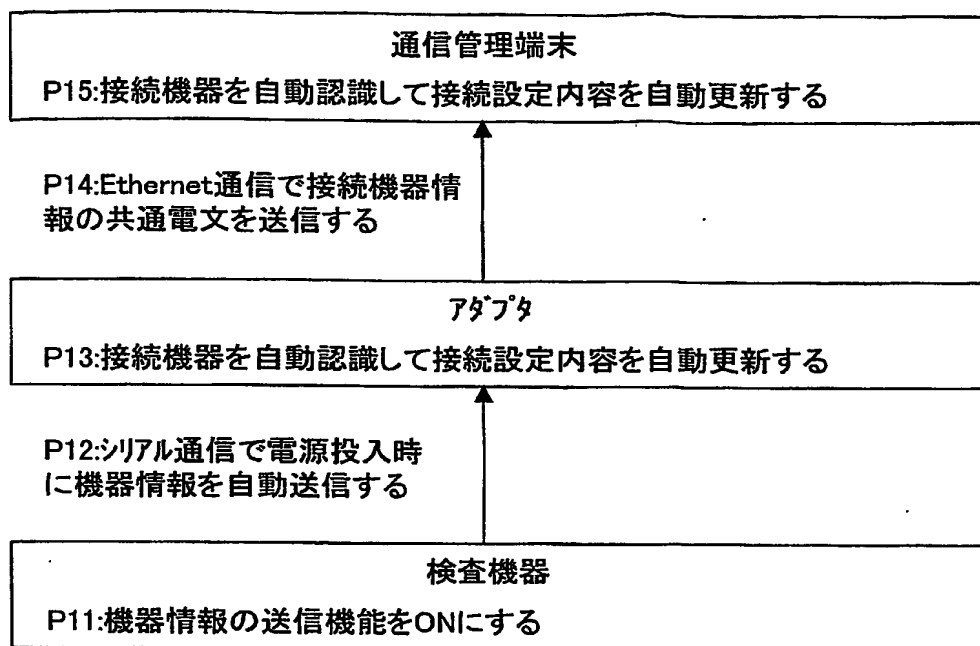 通信管理端末
P15:接続機器を自動認識して接続設定内容を自動更新する
P14:Ethernet通信で接続機器情
報の共通電文を送信する
ｱﾀﾞﾌﾟﾀ
P13:接続機器を自動認識して接続設定内容を自動更新する
P12:ｼﾘｱﾙ通信で電源投入時
に機器情報を自動送信する
検査機器
P11:機器情報の送信機能をONにする